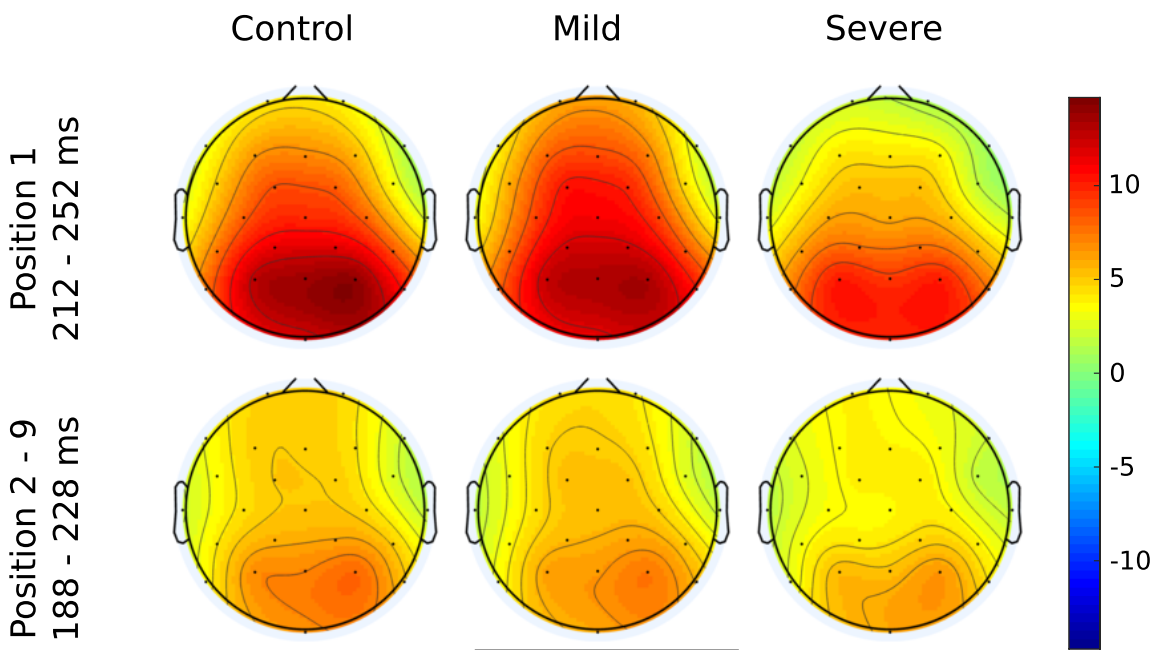 Control Mild Severe
Position 1
212 - 252 ms
Position 2 - 9
188 - 228 ms
10
5
0
-5
-10